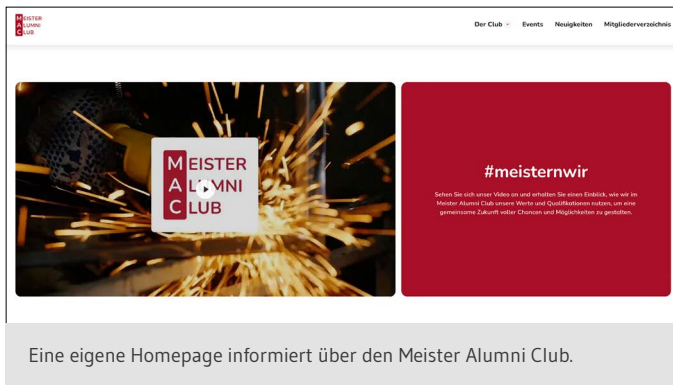 MEISTER
ALUMNI
CLUB
Der Club Events Neuigkeiten Mitgliederverzeichnis
MEISTER
ALUMNI
CLUB
#meisternwir
Sehen Sie sich unser Video an und erhalten Sie einen Einblick, wie wir im
Meister Alumni Club unsere Werte und Qualifikationen nutzen, um eine
gemeinsame Zukunft voller Chancen und Möglichkeiten zu gestalten.
Eine eigene Homepage informiert über den Meister Alumni Club.